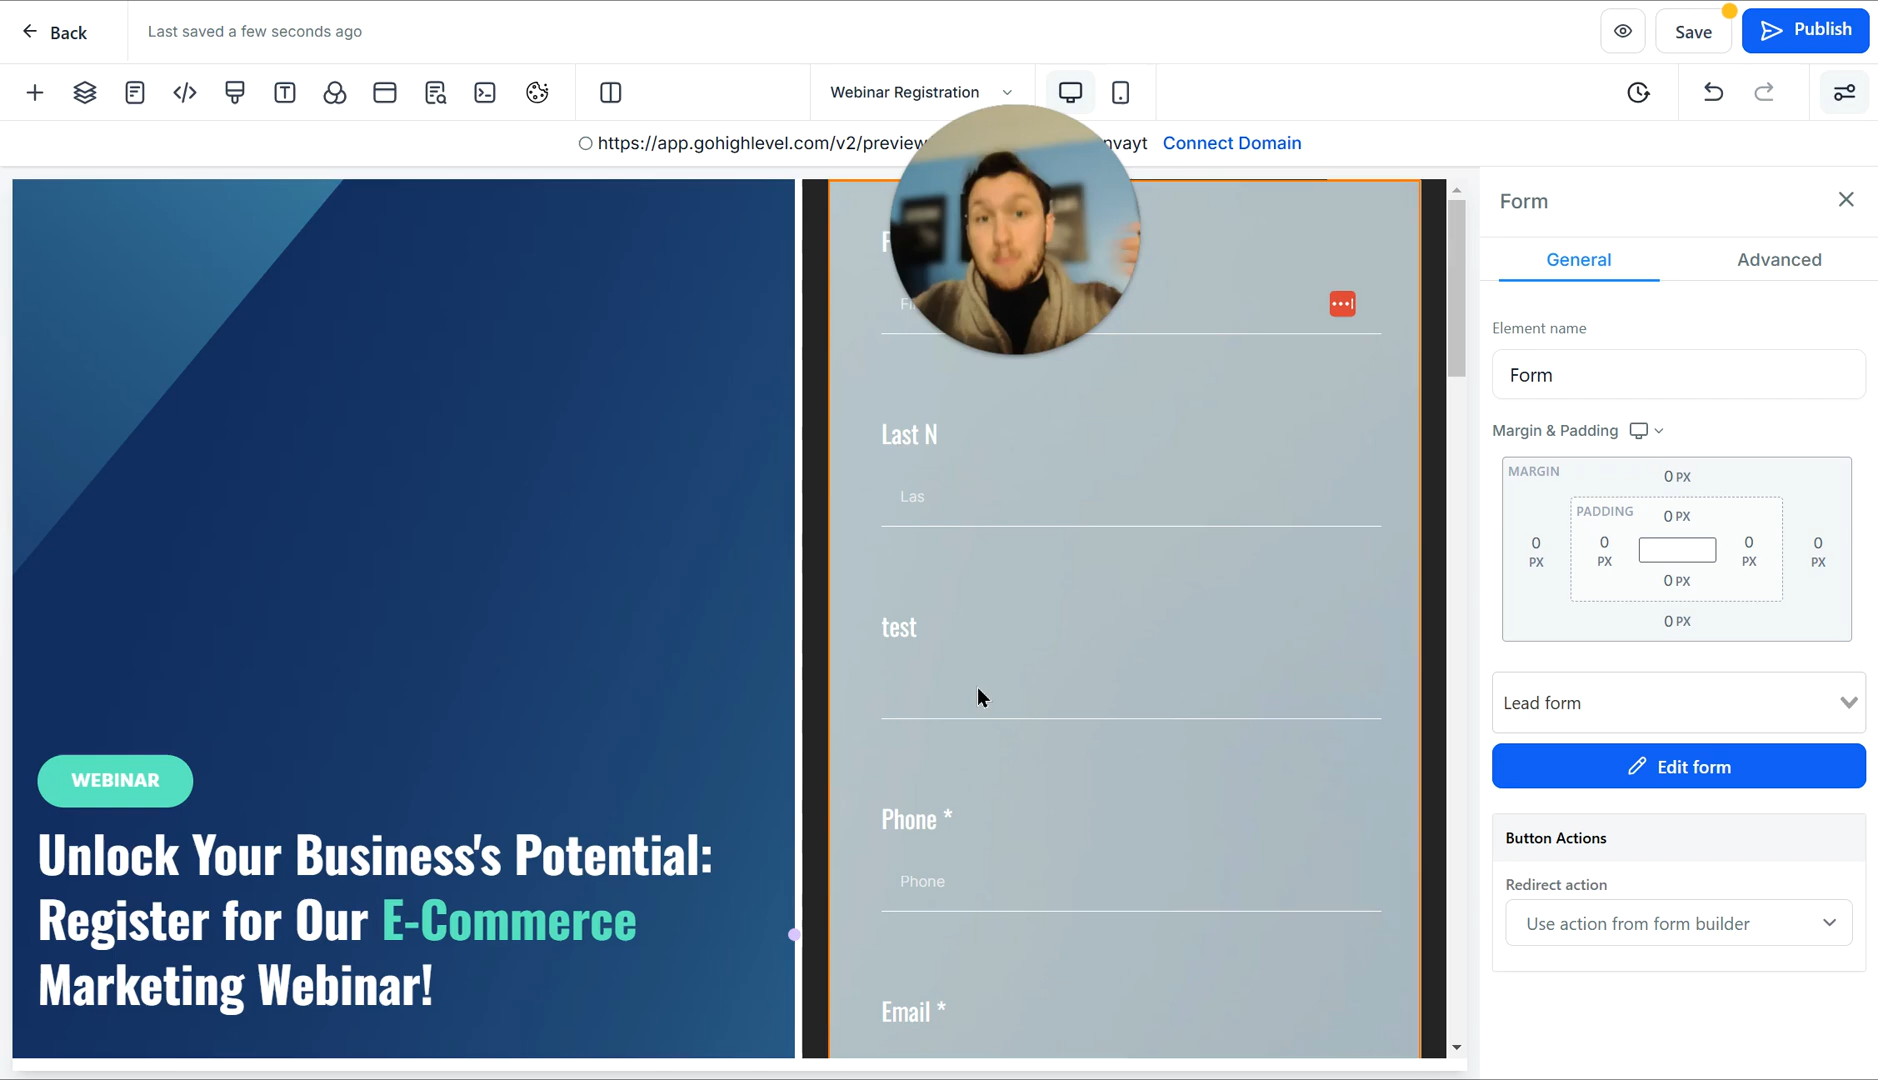 Back
Last saved a few seconds ago
Save
Publish
Webinar Registration
https://app.gohighlevel.com/v2/preview
nvayt
Connect Domain
WEBINAR
Unlock Your Business's Potential:
Register for Our E-Commerce
Marketing Webinar!
F
Fi
Last N
Las
test
Phone *
Phone
Email *
Form
General
Advanced
Element name
Form
Margin & Padding
MARGIN
0 PX
PADDING
0 PX
0 PX
0 PX
0 PX
0 PX
0 PX
0 PX
Lead form
Edit form
Button Actions
Redirect action
Use action from form builder